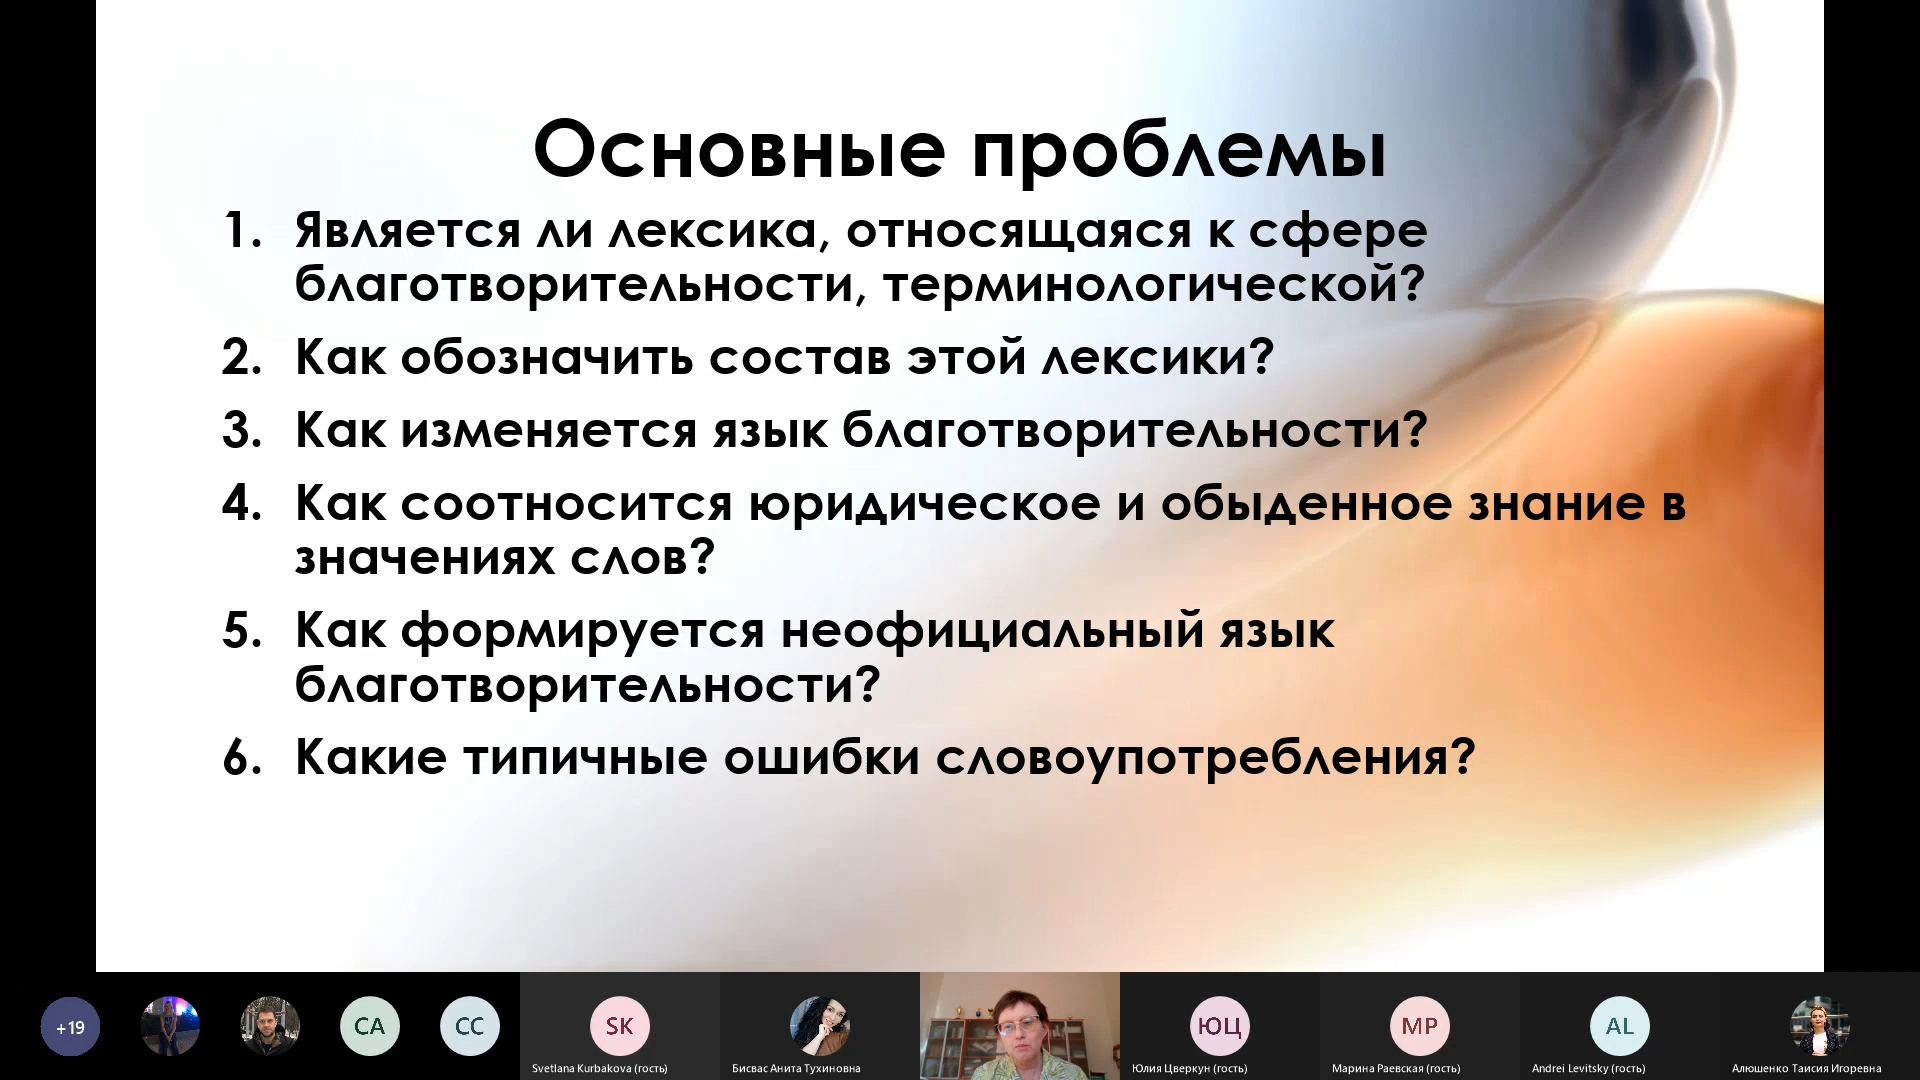 Основные проблемы
1. Является ли лексика, относящаяся к сфере
благотворительности, терминологической?
2. Как обозначить состав этой лексики?
3. Как изменяется язык благотворительности?
4. Как соотносится юридическое и обыденное знание в
значениях слов?
5. Как формируется неофициальный язык
благотворительности?
6. Какие типичные ошибки словоупотребления?
+19
CA
CC
SK
ЮЦ
МР
AL
Svetlana Kurbakova (гость)
Бисвас Анита Тухиновна
Юлия Цверкун (гость)
Марина Раевская (гость)
Andrei Levitsky (гость)
Алюшенко Таисия Игоревна